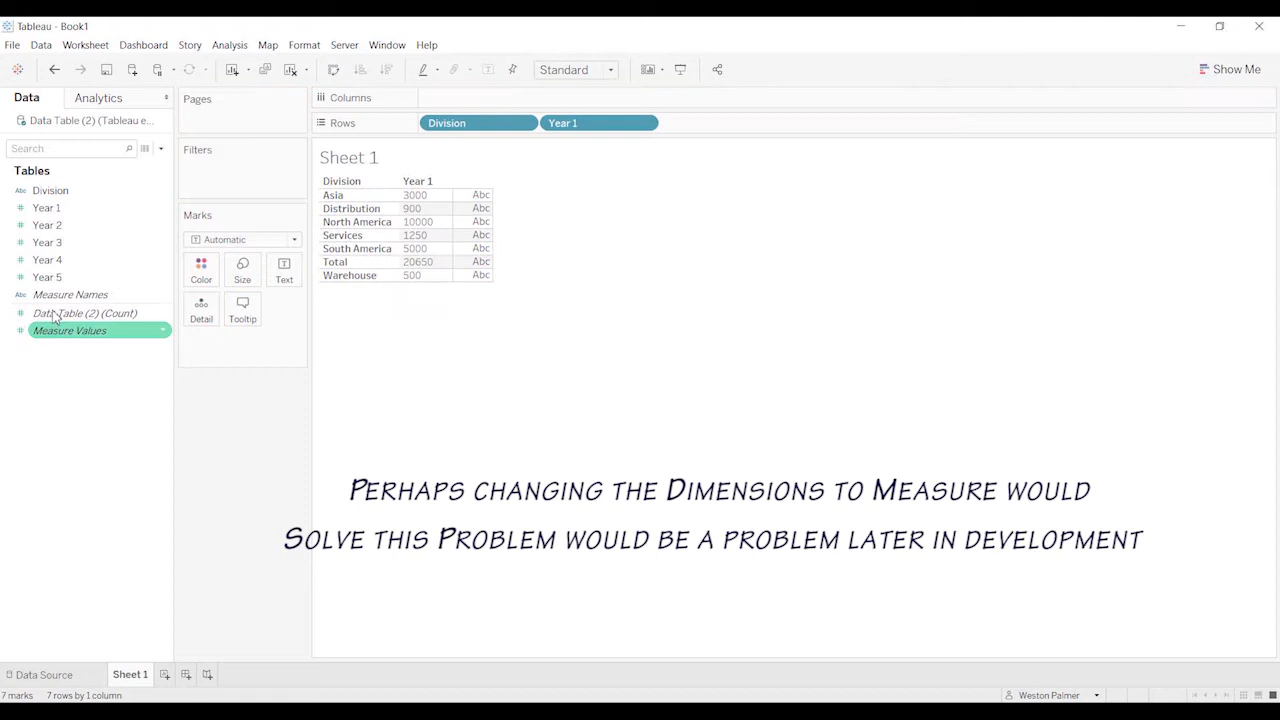 Tableau - Book1
File Data Worksheet Dashboard Story Analysis Map Format Server Window Help
Standard
Show Me
Data Analytics
Data Table (2) (Tableau e...
Search
Tables
Abc Division
# Year 1
# Year 2
# Year 3
# Year 4
# Year 5
Abc Measure Names
Data Table (2) (Count)
# Measure Values
Pages
Filters
Marks
Automatic
Color Size Text
Detail Tooltip
Columns
Rows Division Year 1
Sheet 1
Division Year 1
Asia 3000 Abc
Distribution 900 Abc
North America 10000 Abc
Services 1250 Abc
South America 5000 Abc
Total 20650 Abc
Warehouse 500 Abc
Perhaps changing the Dimensions to Measure would
Solve this Problem would be a problem later in development
Data Source Sheet 1
7 marks 7 rows by 1 column
Weston Palmer